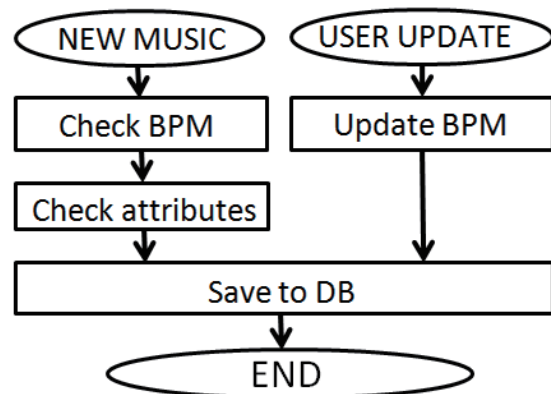 NEW MUSIC
USER UPDATE
Check BPM
Update BPM
Check attributes
Save to DB
END